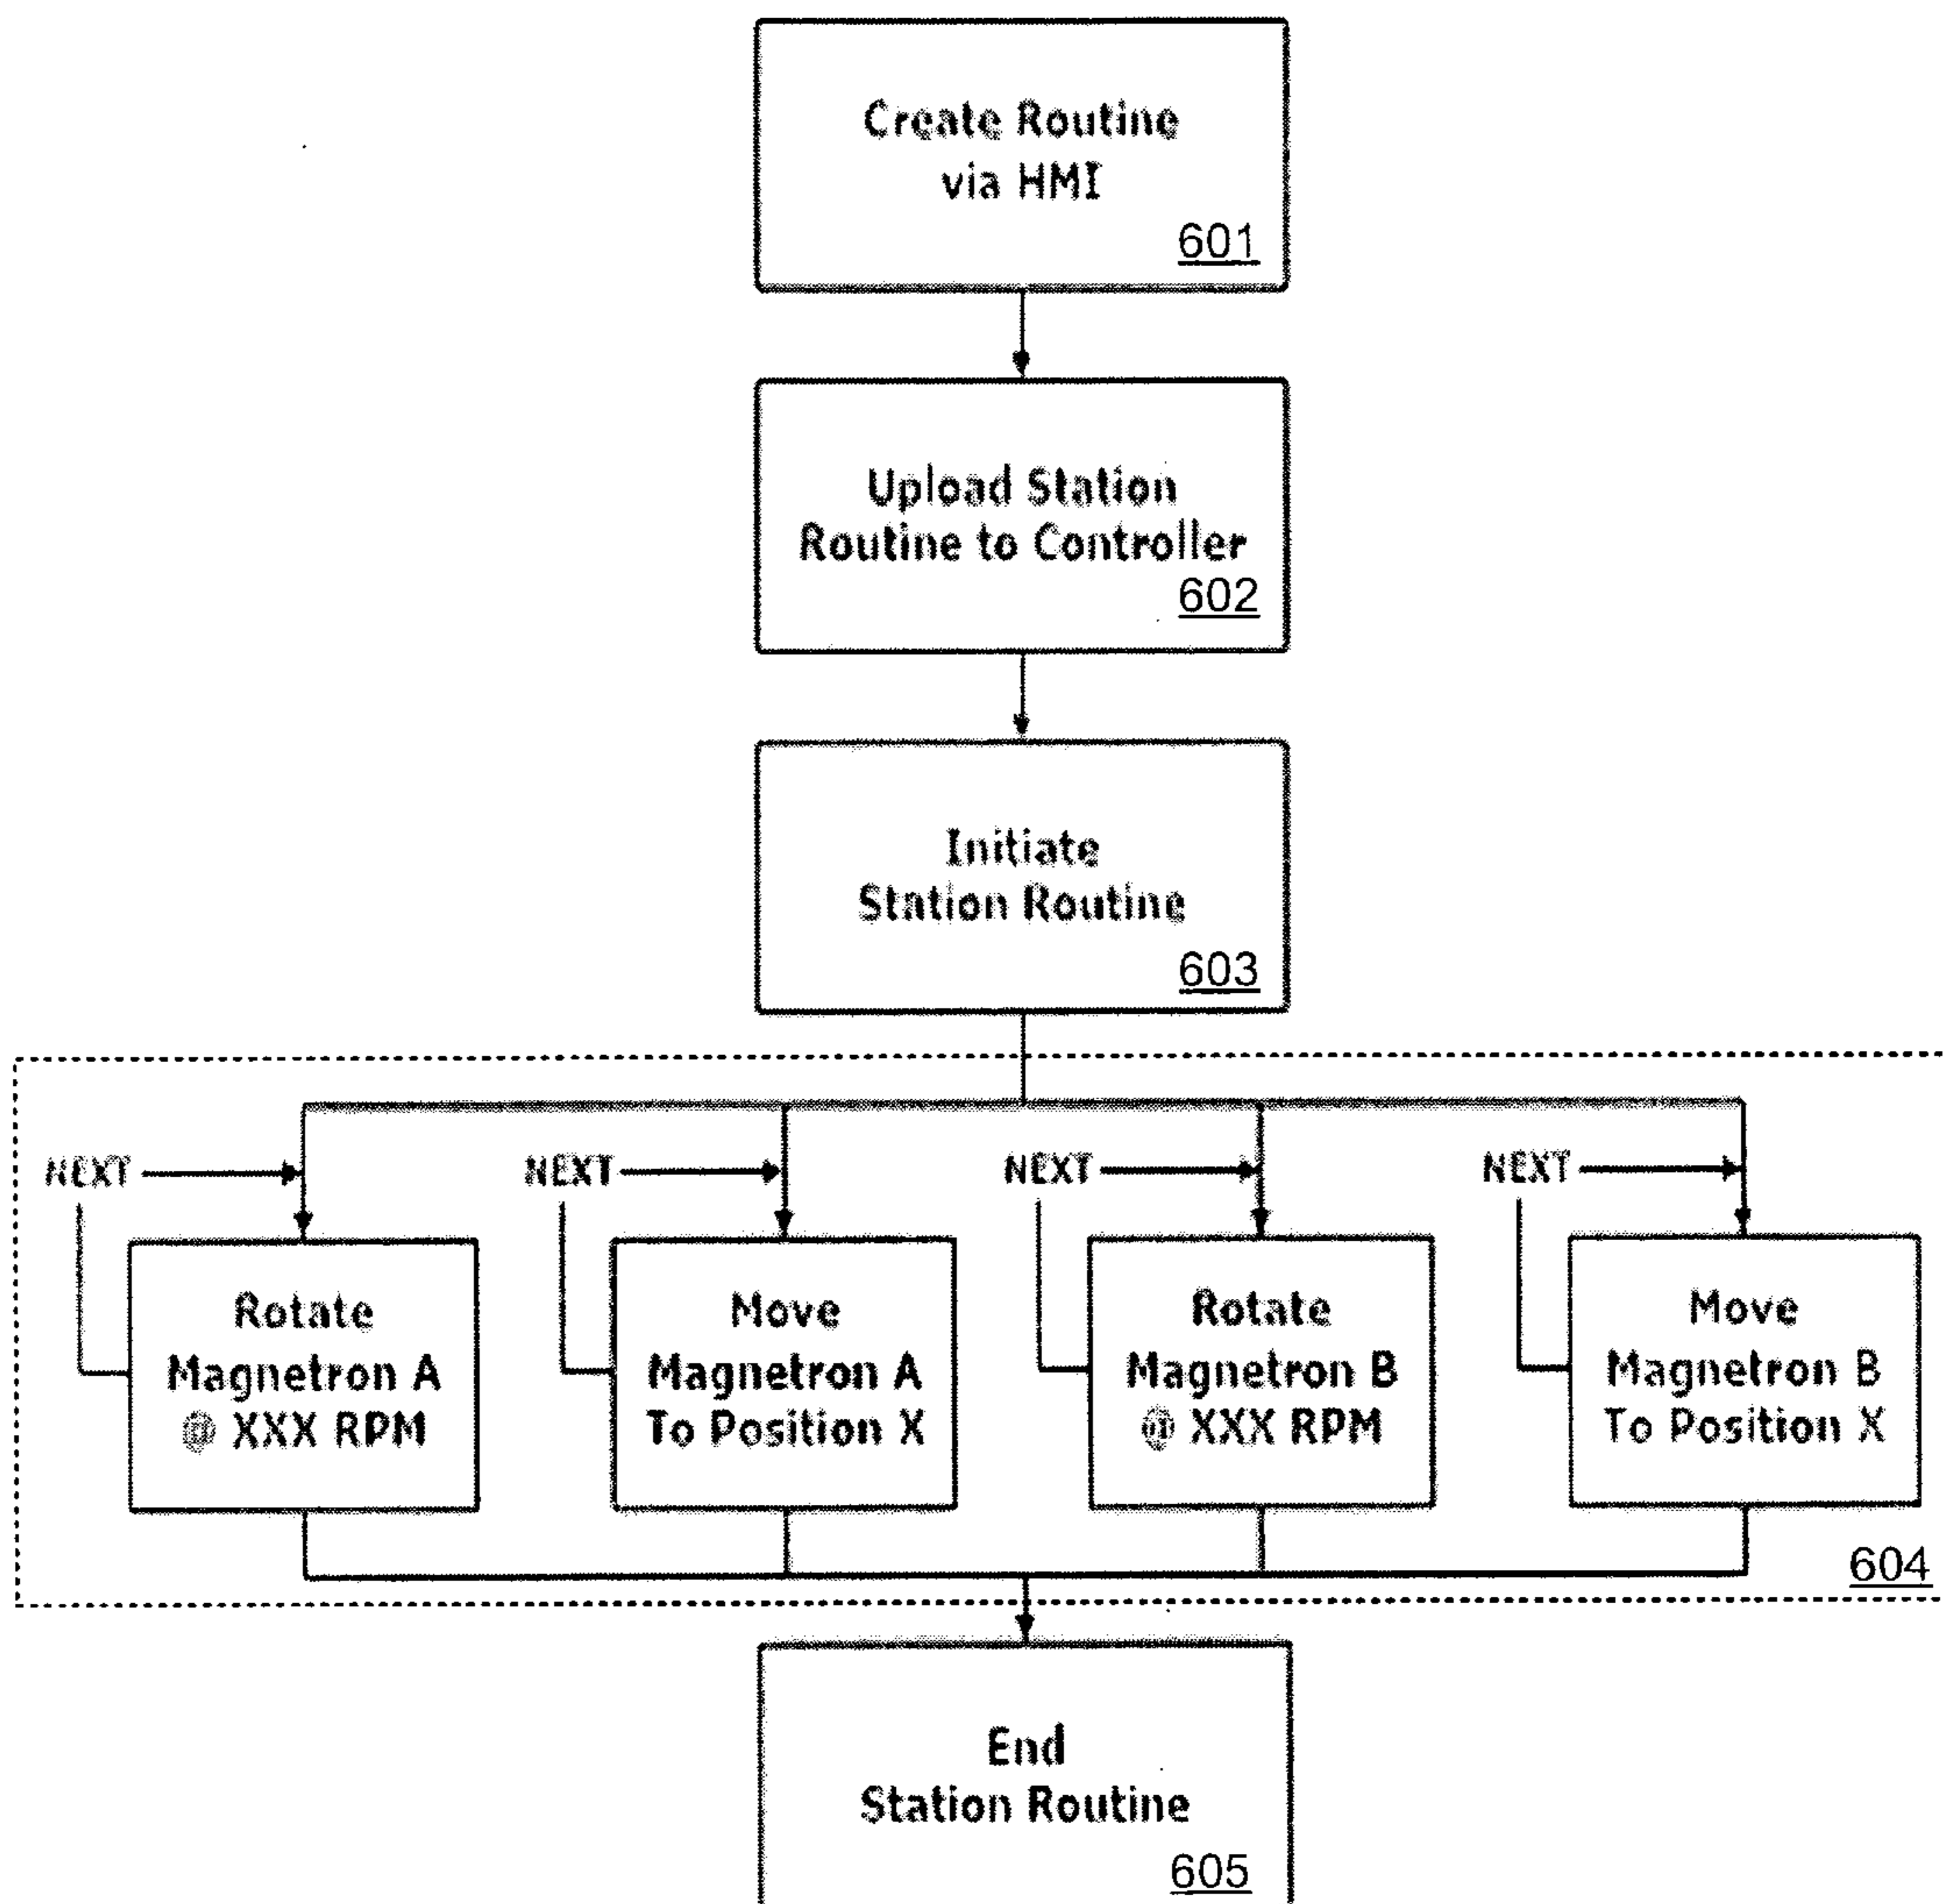 Create Routine
via HMI
601
Upload Station
Routine to Controller
602
Initiate
Station Routine
603
NEXT
NEXT
NEXT
NEXT
Rotate
Magnetron A
@ XXX RPM
Move
Magnetron A
To Position X
Rotate
Magnetron B
@ XXX RPM
Move
Magnetron B
To Position X
604
End
Station Routine
605